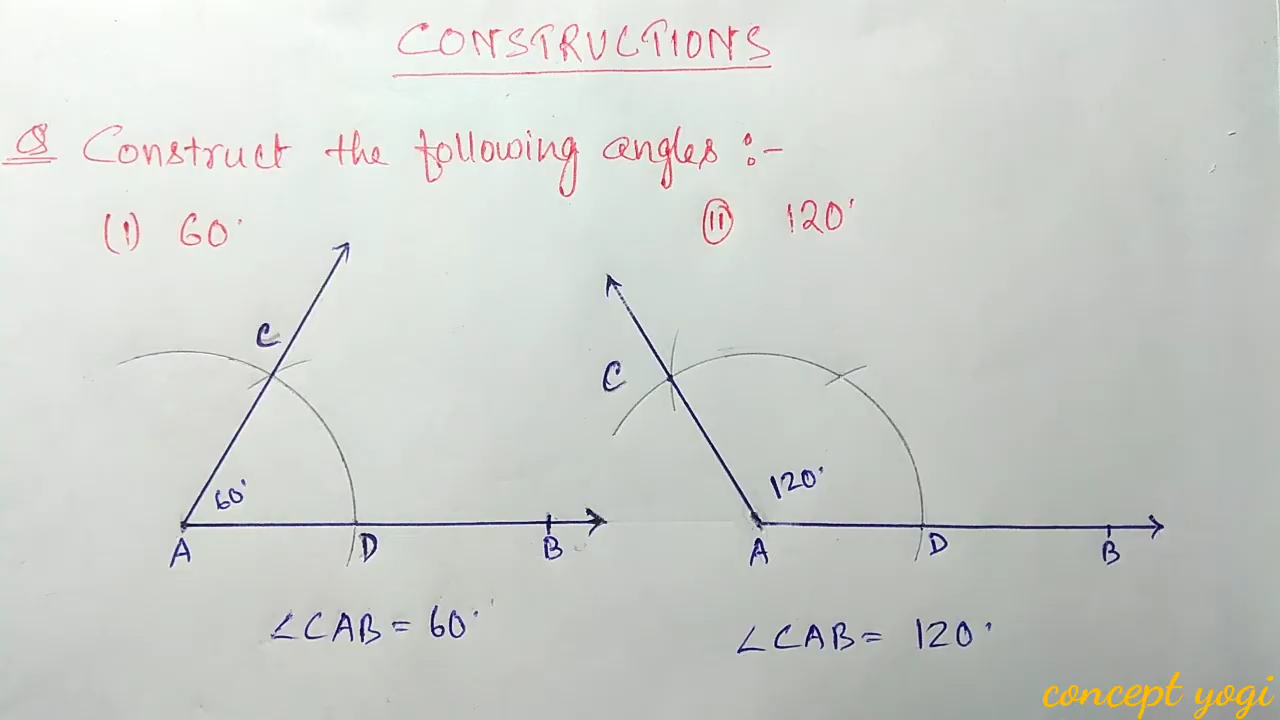 CONSTRUCTIONS
Q Construct the following angles :-
(i) 60° (ii) 120°
C
60°
A D B
∠CAB = 60°
C
120°
A D B
∠CAB = 120°
concept yogi